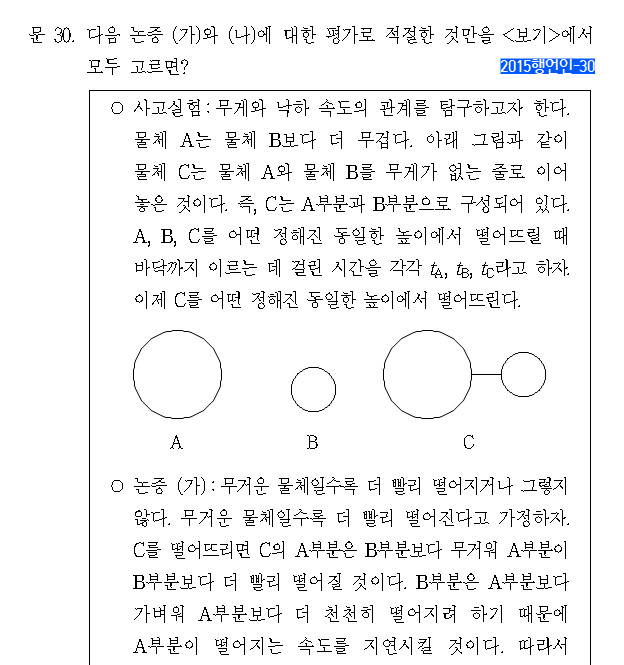 문 30. 다음 논증 (가)와 (나)에 대한 평가로 적절한 것만을 <보기>에서
모두 고르면?
2015행언인-30
○ 사고실험 : 무게와 낙하 속도의 관계를 탐구하고자 한다.
물체 A는 물체 B보다 더 무겁다. 아래 그림과 같이
물체 C는 물체 A와 물체 B를 무게가 없는 줄로 이어
놓은 것이다. 즉, C는 A부분과 B부분으로 구성되어 있다.
A, B, C를 어떤 정해진 동일한 높이에서 떨어뜨릴 때
바닥까지 이르는 데 걸린 시간을 각각 tA, tB, tC라고 하자.
이제 C를 어떤 정해진 동일한 높이에서 떨어뜨린다.
A B C
○ 논증 (가) : 무거운 물체일수록 더 빨리 떨어지거나 그렇지
않다. 무거운 물체일수록 더 빨리 떨어진다고 가정하자.
C를 떨어뜨리면 C의 A부분은 B부분보다 무거워 A부분이
B부분보다 더 빨리 떨어질 것이다. B부분은 A부분보다
가벼워 A부분보다 더 천천히 떨어지려 하기 때문에
A부분이 떨어지는 속도를 지연시킬 것이다. 따라서